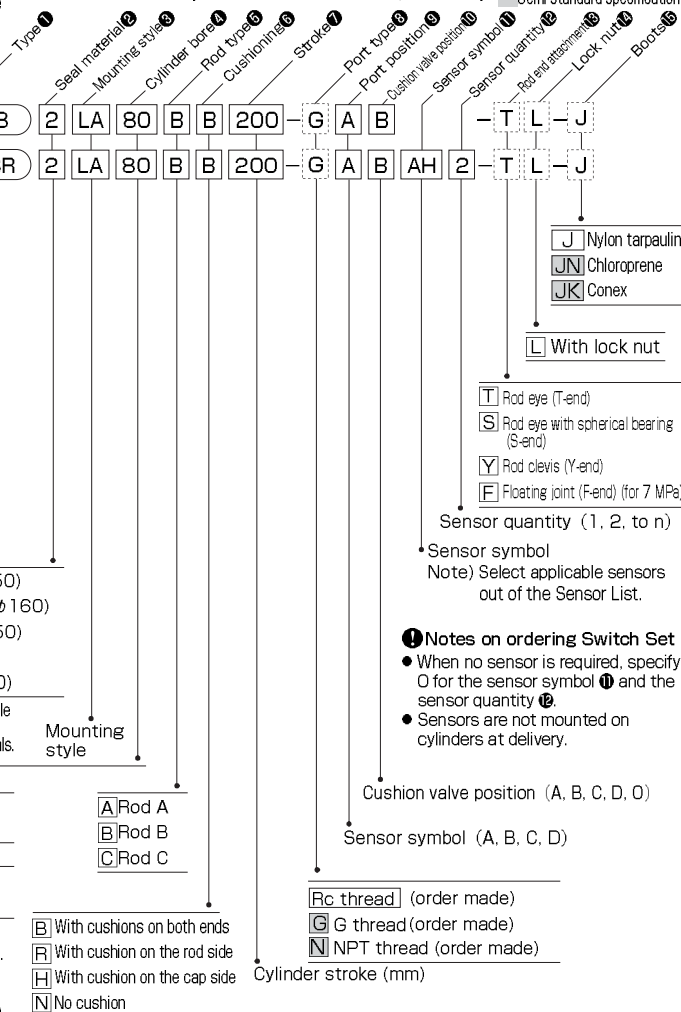 Semi Standard Specification
Type❶
Seal material❷
Mounting style❸
Cylinder bore❹
Rod type❺
Cushioning❻
Stroke❼
Port type❽
Port position❾
Cushion valve position❿
Sensor symbol⓫
Sensor quantity⓬
Rod end attachment⓭
Lock nut⓮
Boots⓯
2 LA 80 B B 200 – G A B – T L – J
R 2 LA 80 B B 200 – G A B AH 2 – T L – J
J Nylon tarpaulin
JN Chloroprene
JK Conex
L With lock nut
T Rod eye (T-end)
S Rod eye with spherical bearing
(S-end)
Y Rod clevis (Y-end)
F Floating joint (F-end) (for 7 MPa)
Sensor quantity (1, 2, to n)
Sensor symbol
Note) Select applicable sensors
out of the Sensor List.
50)
φ160)
50)
0)
le
ls.
Notes on ordering Switch Set
● When no sensor is required, specify
0 for the sensor symbol ⓫ and the
sensor quantity ⓬.
● Sensors are not mounted on
cylinders at delivery.
Mounting
style
Cushion valve position (A, B, C, D, 0)
A Rod A
B Rod B
C Rod C
Sensor symbol (A, B, C, D)
Rc thread (order made)
G G thread (order made)
N NPT thread (order made)
B With cushions on both ends
R With cushion on the rod side
H With cushion on the cap side
N No cushion
Cylinder stroke (mm)